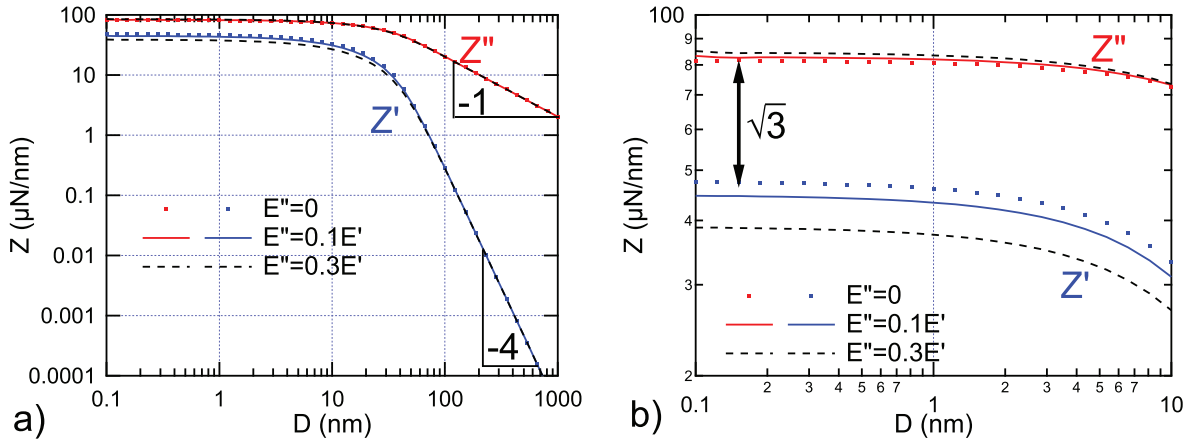 100
10
1
0.1
0.01
0.001
0.0001
Z (μN/nm)
Z"
-1
Z'
E"=0
E"=0.1E'
E"=0.3E'
-4
0.1
1
10
100
1000
D (nm)
a)
100
9
8
7
6
5
4
3
2
Z (μN/nm)
Z"
√3
Z'
E"=0
E"=0.1E'
E"=0.3E'
0.1
2
3
4
5
6
7
1
2
3
4
5
6
7
10
D (nm)
b)